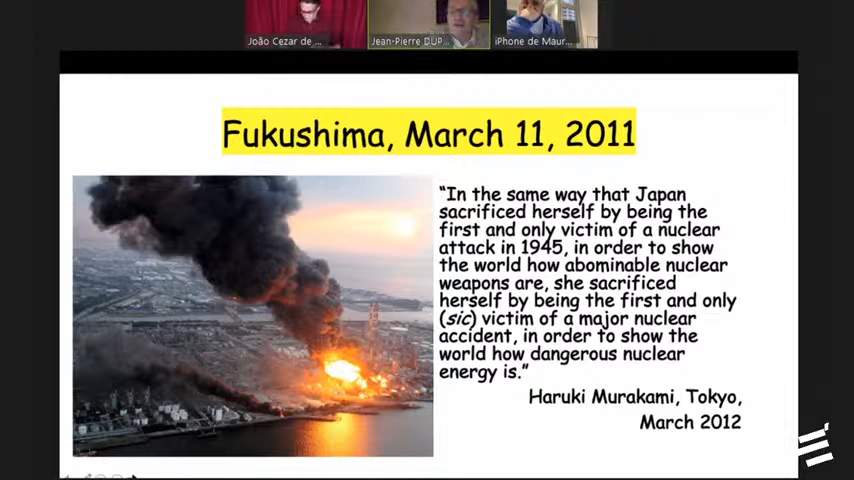 João Cezar de ...
Jean-Pierre DUP...
iPhone de Maur...
Fukushima, March 11, 2011
“In the same way that Japan
sacrificed herself by being the
first and only victim of a nuclear
attack in 1945, in order to show
the world how abominable nuclear
weapons are, she sacrificed
herself by being the first and only
(sic) victim of a major nuclear
accident, in order to show the
world how dangerous nuclear
energy is.”
Haruki Murakami, Tokyo,
March 2012